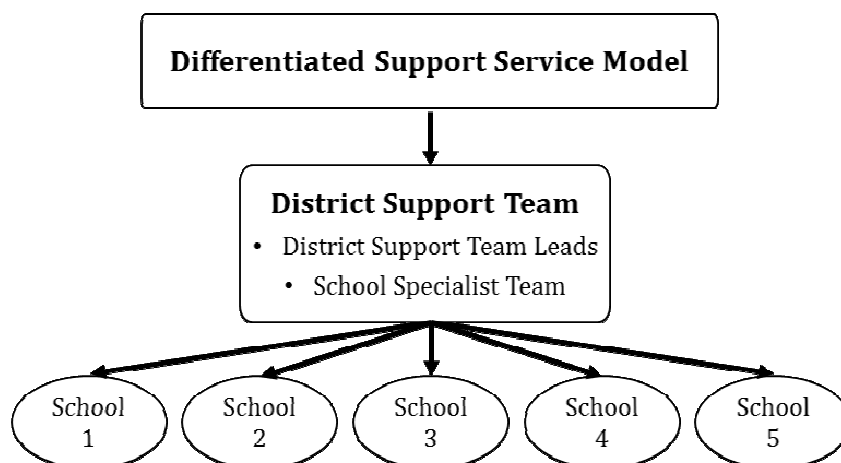 Differentiated Support Service Model
District Support Team
• District Support Team Leads
• School Specialist Team
School
1
School
2
School
3
School
4
School
5